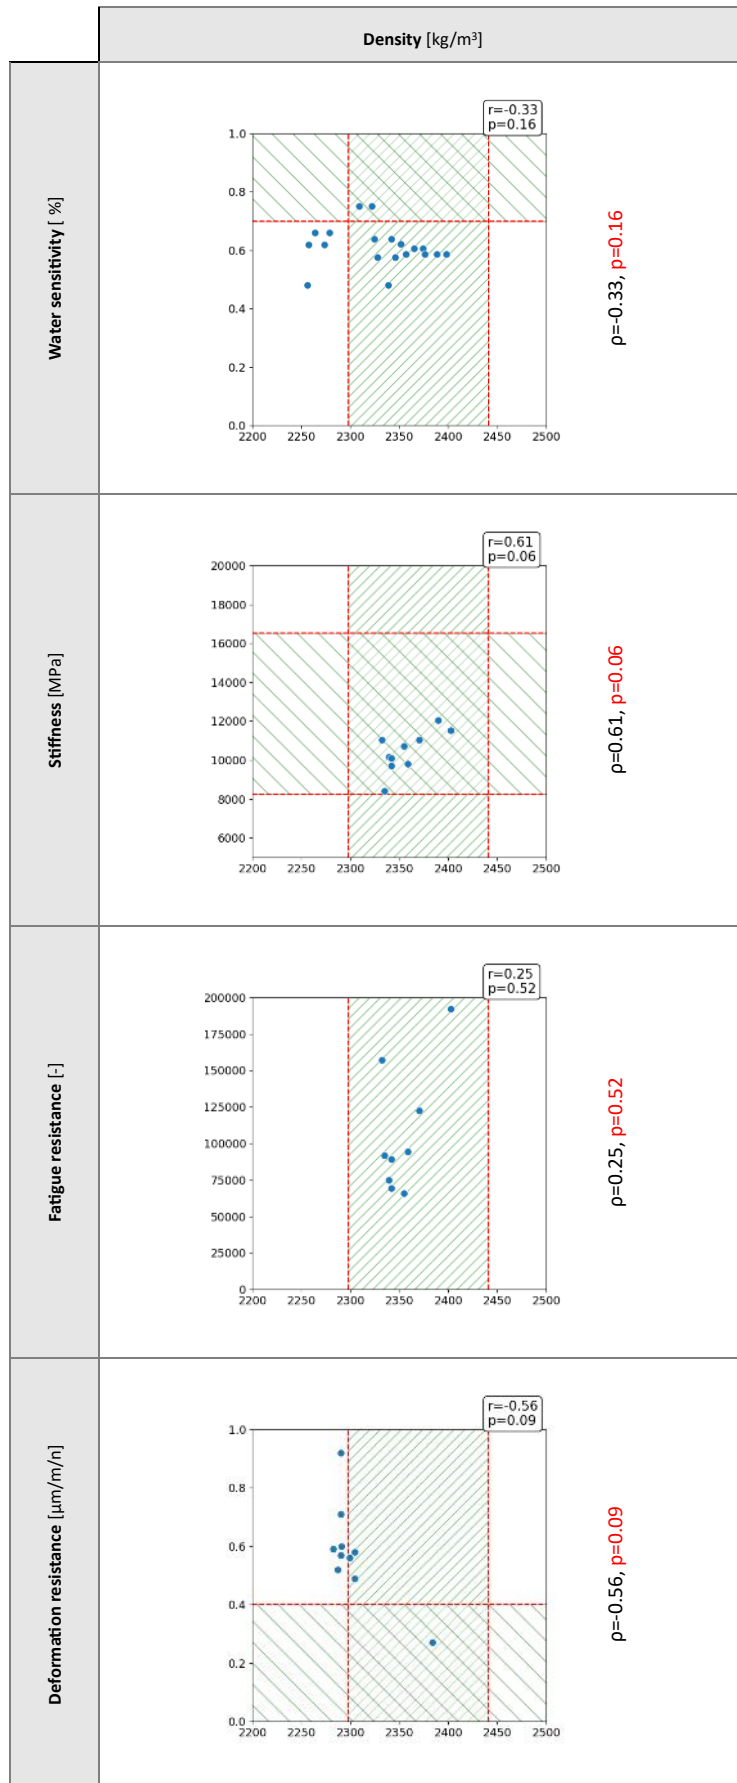 Density [kg/m³]
Water sensitivity [ %]
r=-0.33
p=0.16
1.0
0.8
0.6
0.4
0.2
0.0
2200 2250 2300 2350 2400 2450 2500
ρ=-0.33, p=0.16
Stiffness [MPa]
r=0.61
p=0.06
20000
18000
16000
14000
12000
10000
8000
6000
2200 2250 2300 2350 2400 2450 2500
ρ=0.61, p=0.06
Fatigue resistance [-]
r=0.25
p=0.52
200000
175000
150000
125000
100000
75000
50000
25000
0
2200 2250 2300 2350 2400 2450 2500
ρ=0.25, p=0.52
Deformation resistance [μm/m/n]
r=-0.56
p=0.09
1.0
0.8
0.6
0.4
0.2
0.0
2200 2250 2300 2350 2400 2450 2500
ρ=-0.56, p=0.09